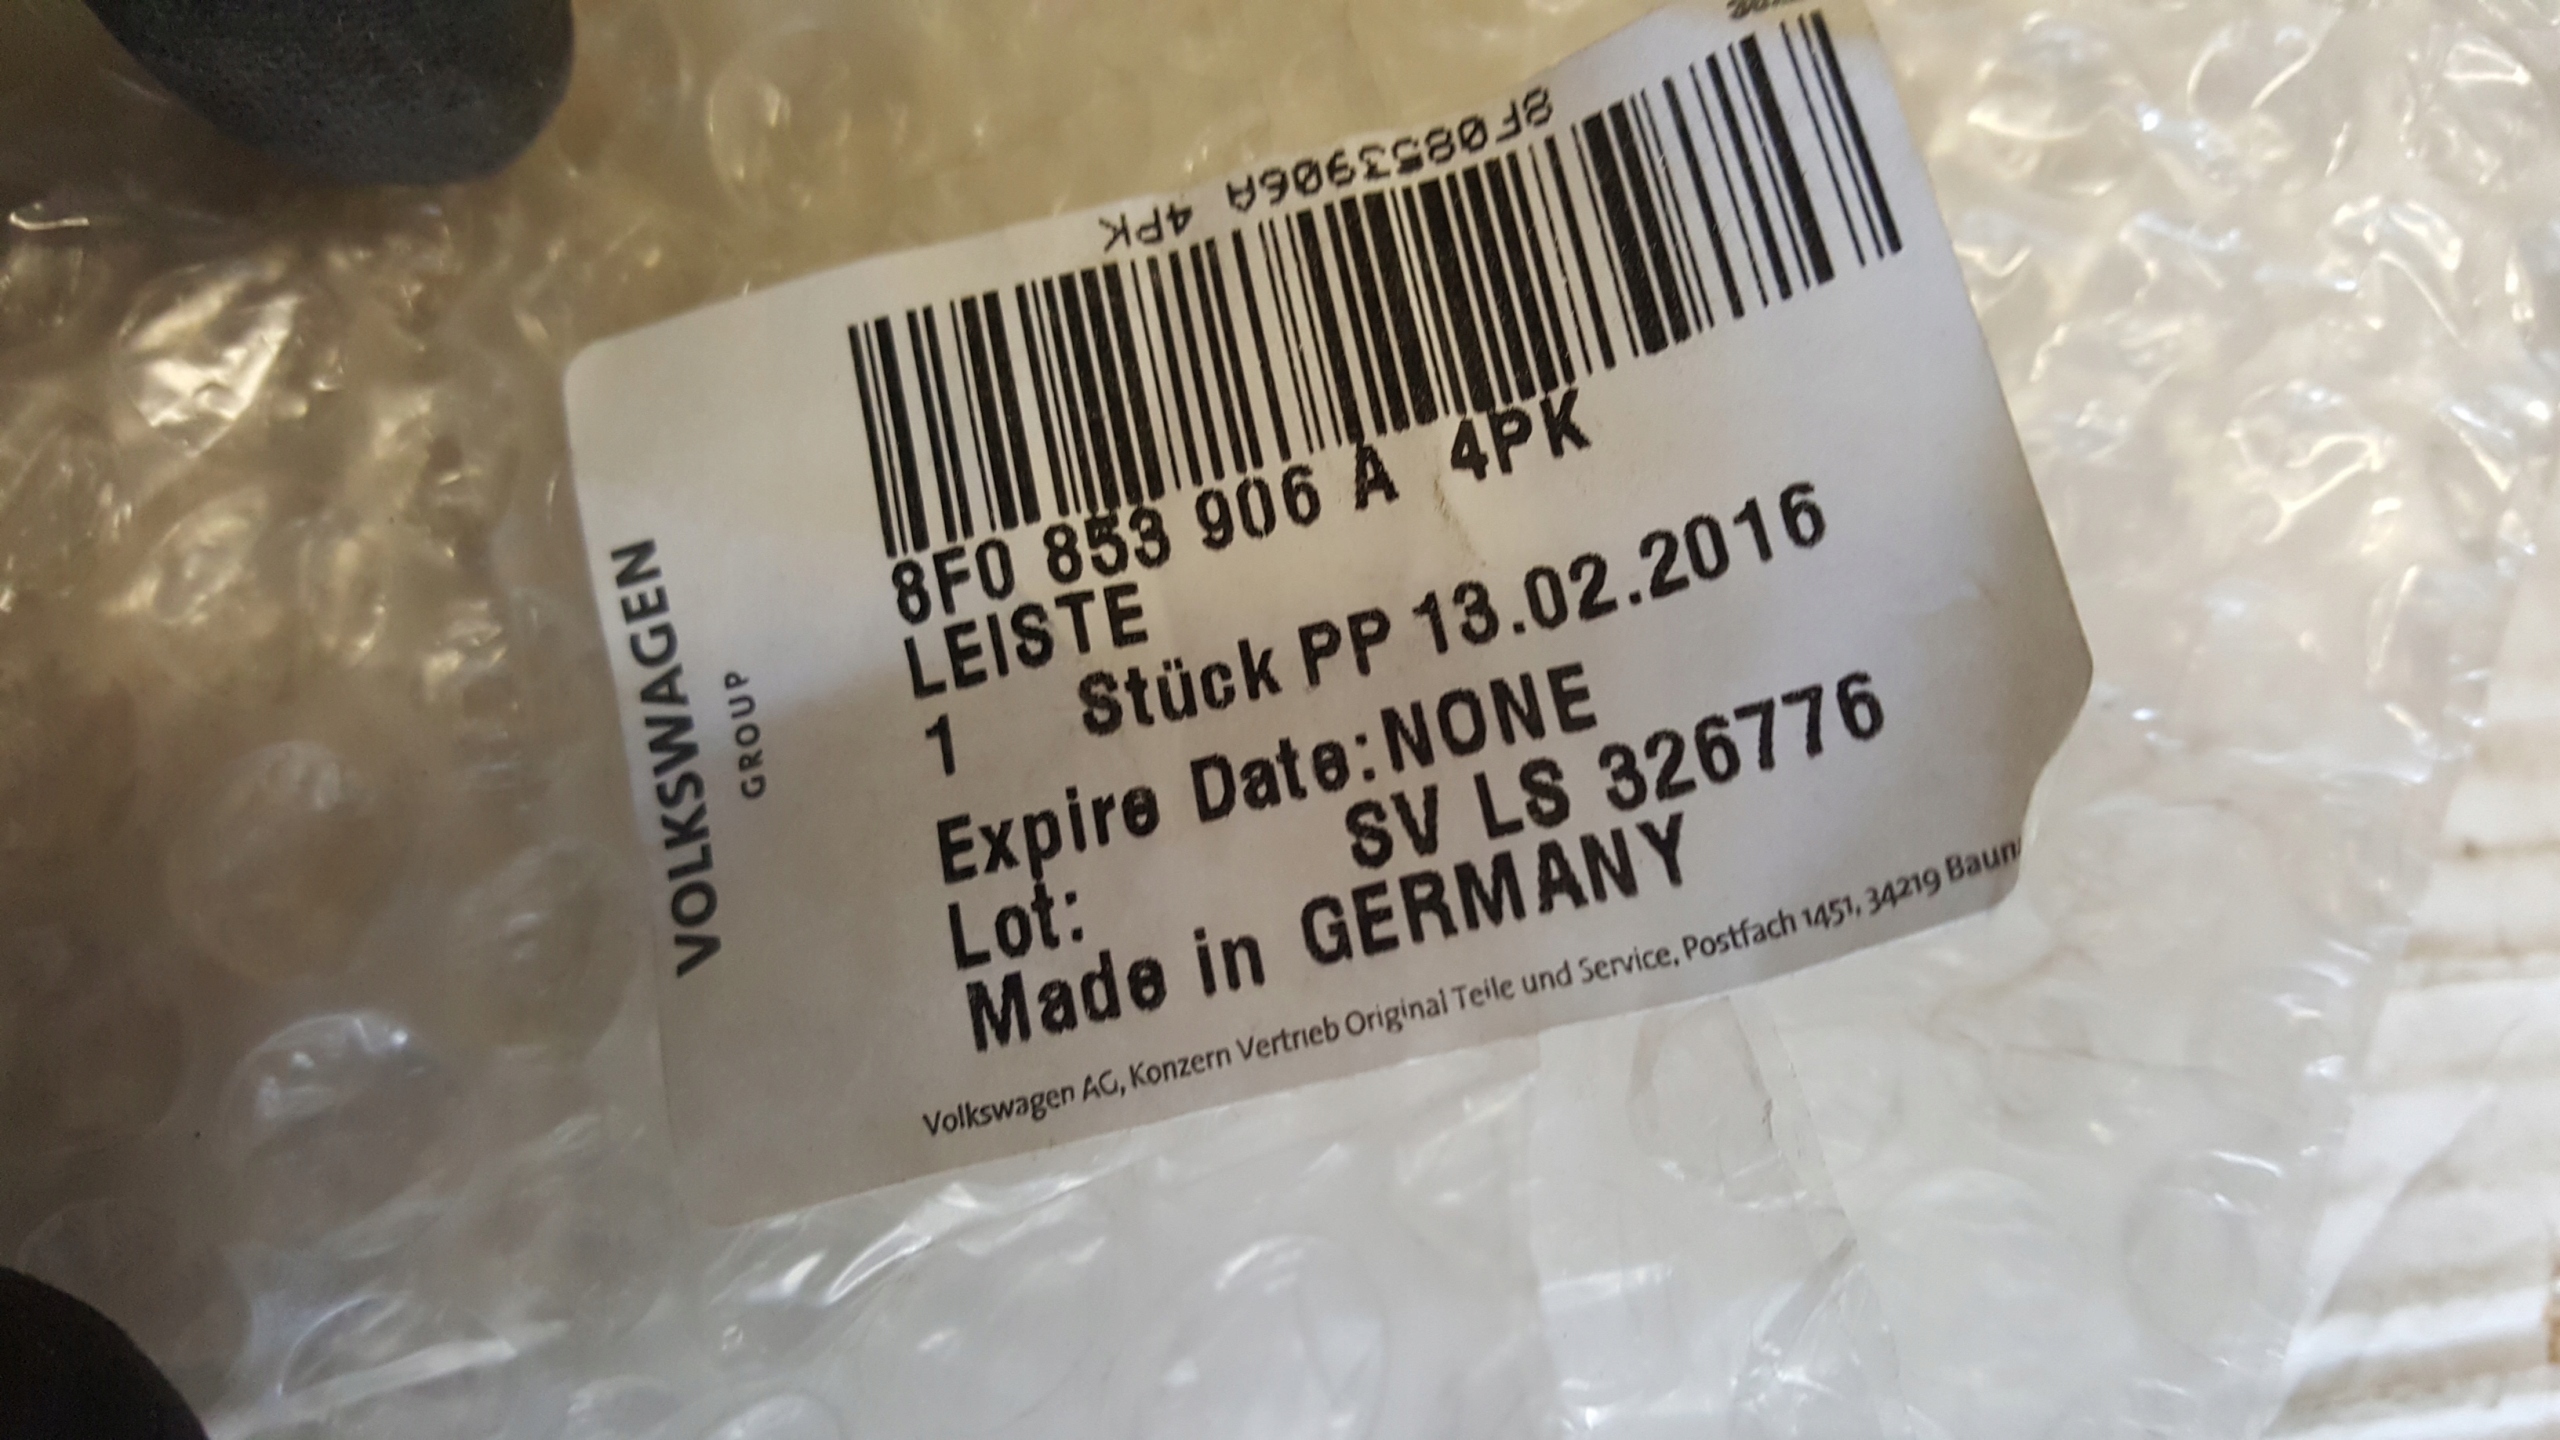 8F0853906A 4PK
8F0 853 906 A 4PK
LEISTE
1 Stück PP 13.02.2016
Expire Date:NONE
Lot: SV LS 326776
Made in GERMANY
Volkswagen AG, Konzern Vertrieb Original Teile und Service, Postfach 1451, 34219 Baun
VOLKSWAGEN
GROUP